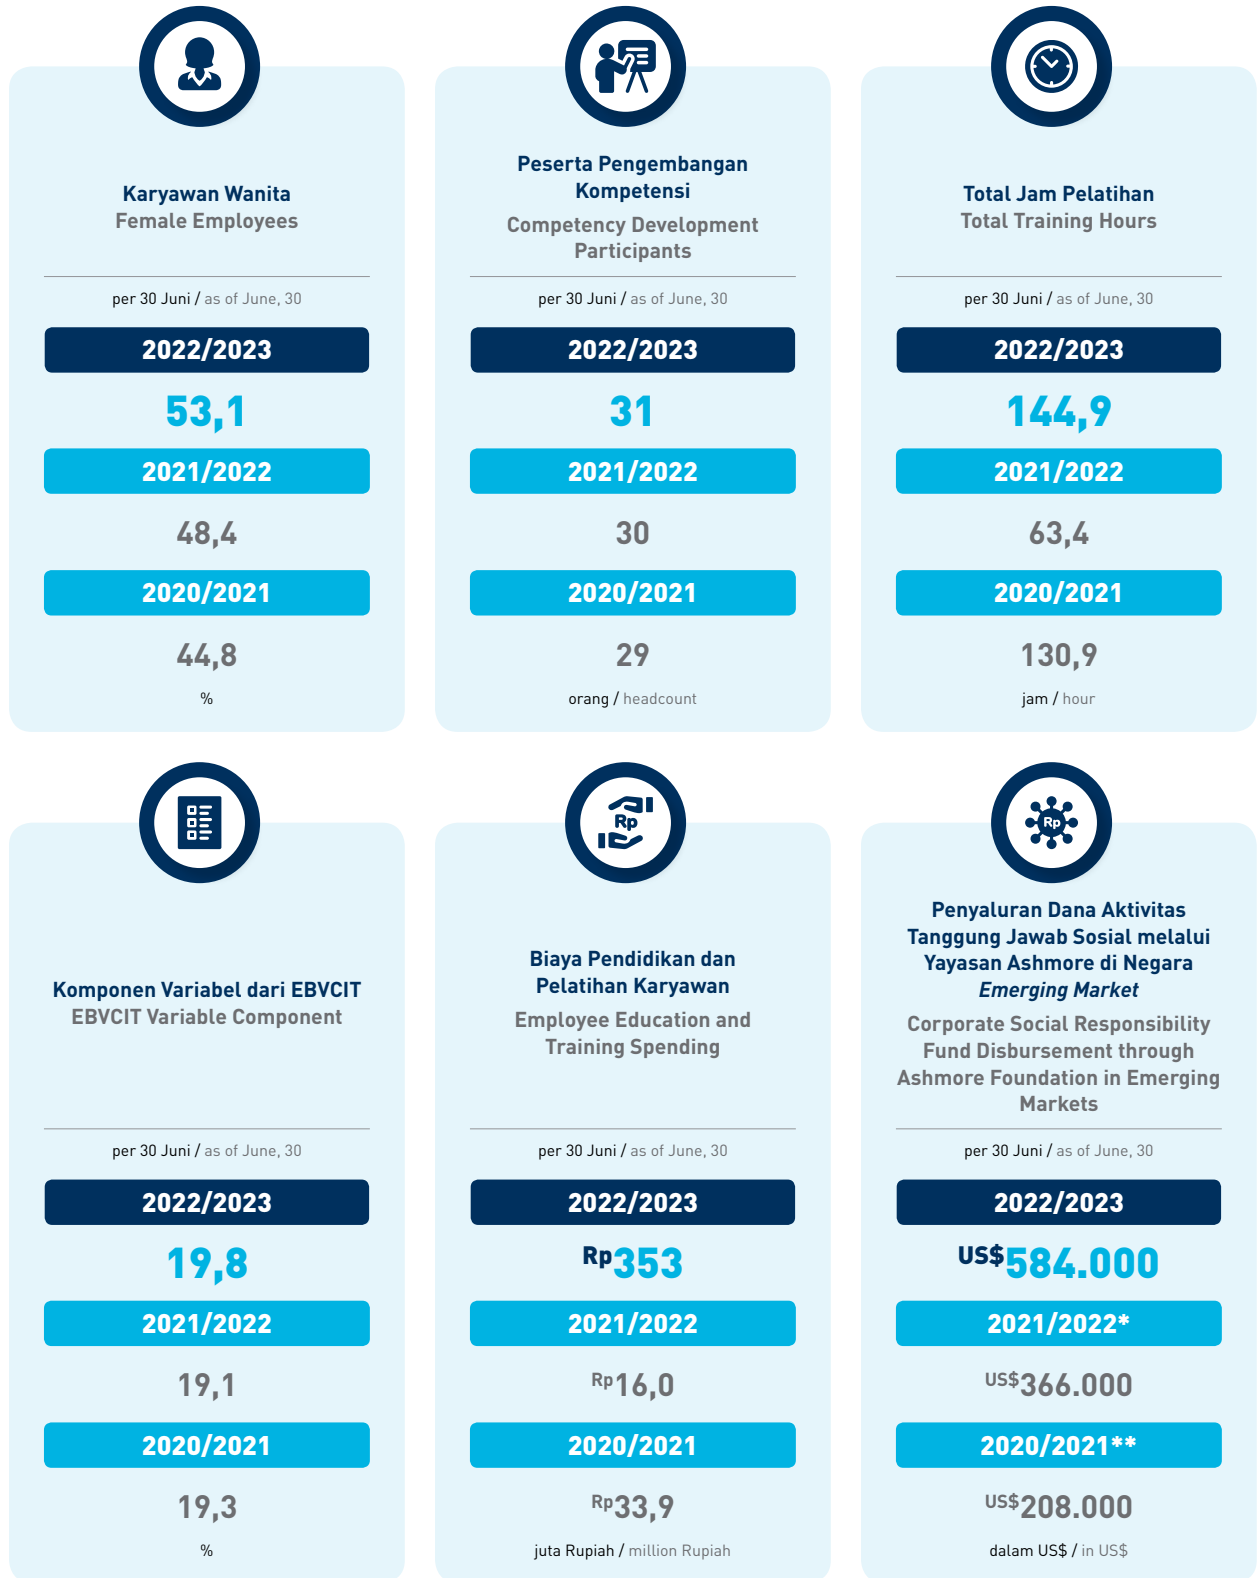 Karyawan Wanita
Female Employees
per 30 Juni / as of June, 30
2022/2023
53,1
2021/2022
48,4
2020/2021
44,8
%
Peserta Pengembangan
Kompetensi
Competency Development
Participants
per 30 Juni / as of June, 30
2022/2023
31
2021/2022
30
2020/2021
29
orang / headcount
Total Jam Pelatihan
Total Training Hours
per 30 Juni / as of June, 30
2022/2023
144,9
2021/2022
63,4
2020/2021
130,9
jam / hour
Komponen Variabel dari EBVCIT
EBVCIT Variable Component
per 30 Juni / as of June, 30
2022/2023
19,8
2021/2022
19,1
2020/2021
19,3
%
Rp
Biaya Pendidikan dan
Pelatihan Karyawan
Employee Education and
Training Spending
per 30 Juni / as of June, 30
2022/2023
Rp353
2021/2022
Rp16,0
2020/2021
Rp33,9
juta Rupiah / million Rupiah
Rp
Penyaluran Dana Aktivitas
Tanggung Jawab Sosial melalui
Yayasan Ashmore di Negara
Emerging Market
Corporate Social Responsibility
Fund Disbursement through
Ashmore Foundation in Emerging
Markets
per 30 Juni / as of June, 30
2022/2023
US$584.000
2021/2022*
US$366.000
2020/2021**
US$208.000
dalam US$ / in US$